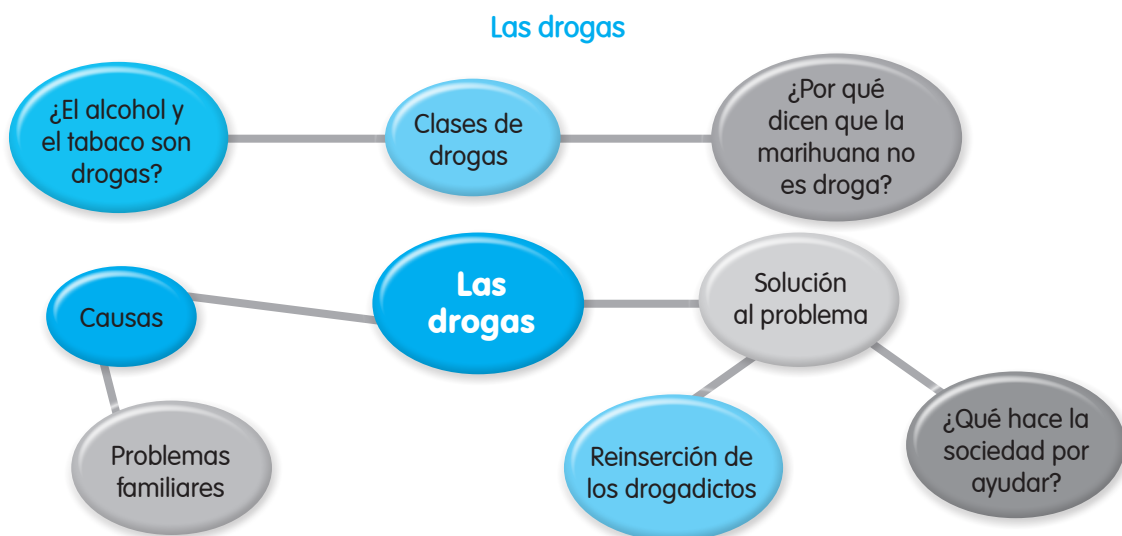 Las drogas
¿El alcohol y
el tabaco son
drogas?
Clases de
drogas
¿Por qué
dicen que la
marihuana no
es droga?
Causas
Las
drogas
Solución
al problema
Problemas
familiares
Reinserción de
los drogadictos
¿Qué hace la
sociedad por
ayudar?